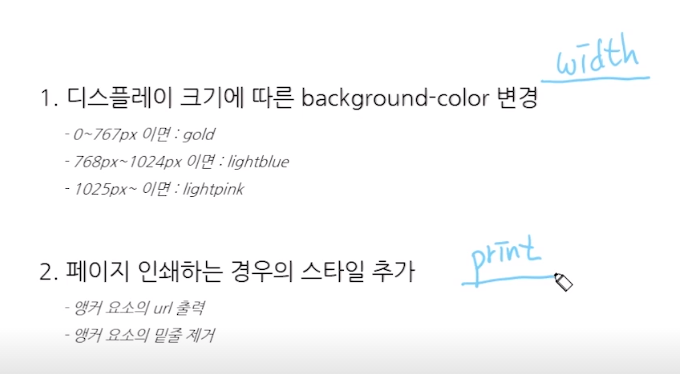 width
1. 디스플레이 크기에 따른 background-color 변경
- 0~767px 이면 : gold
- 768px~1024px 이면 : lightblue
- 1025px~ 이면 : lightpink
print
2. 페이지 인쇄하는 경우의 스타일 추가
- 앵커 요소의 url 출력
- 앵커 요소의 밑줄 제거